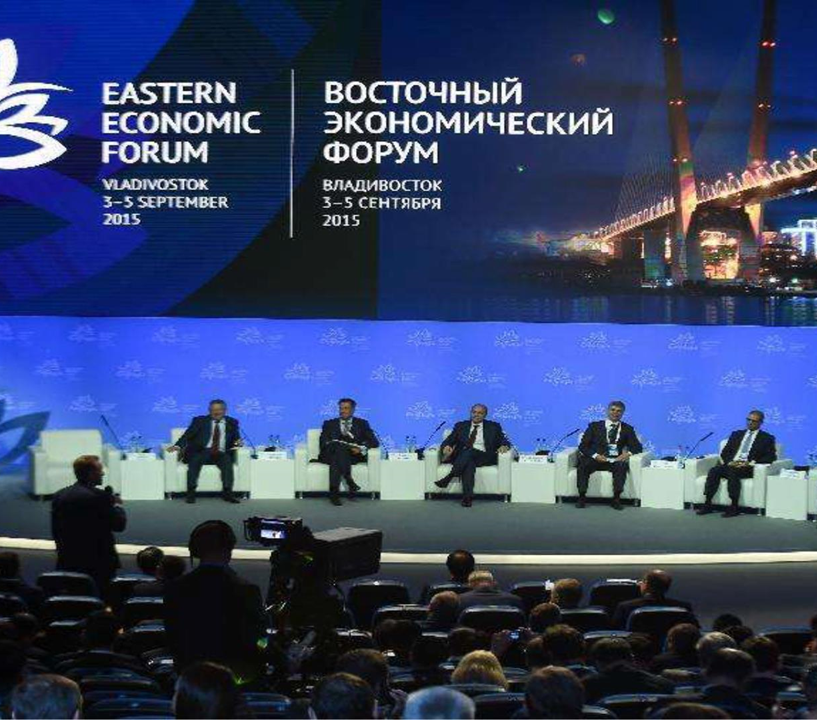 EASTERN
ECONOMIC
FORUM
VLADIVOSTOK
3–5 SEPTEMBER
2015
ВОСТОЧНЫЙ
ЭКОНОМИЧЕСКИЙ
ФОРУМ
ВЛАДИВОСТОК
3–5 СЕНТЯБРЯ
2015